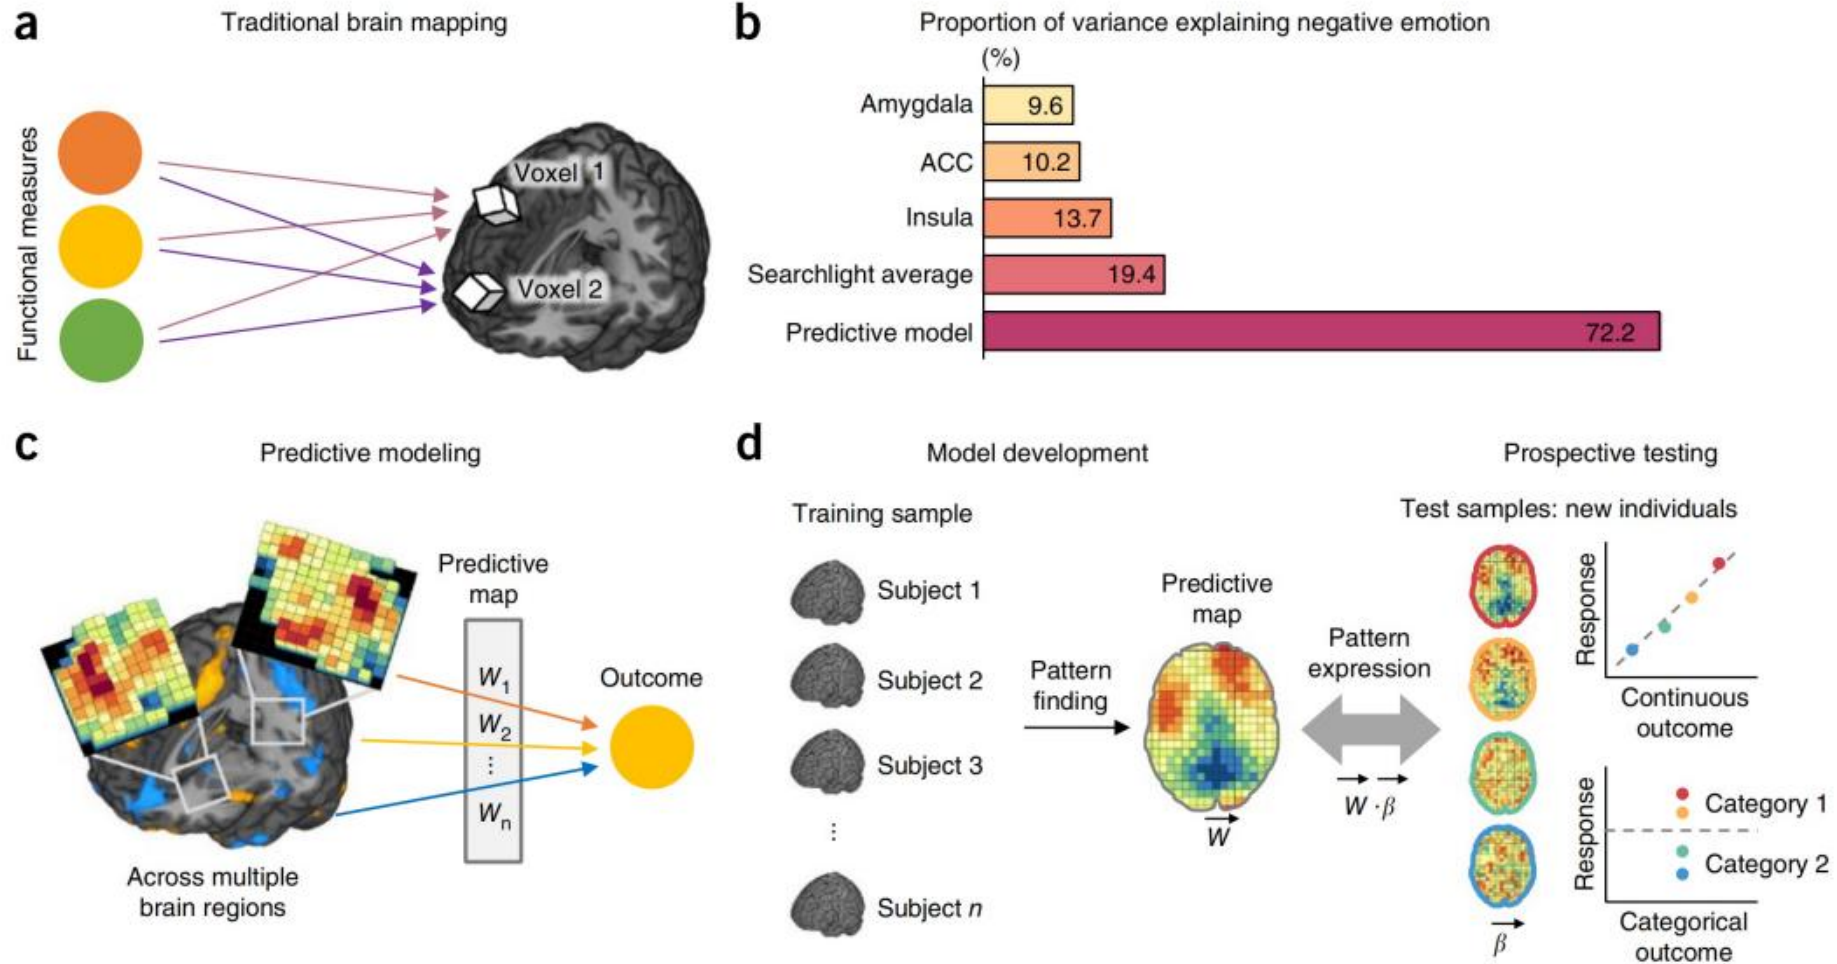 a
Traditional brain mapping
Functional measures
Voxel 1
Voxel 2
b
Proportion of variance explaining negative emotion
(%)
Amygdala 9.6
ACC 10.2
Insula 13.7
Searchlight average 19.4
Predictive model 72.2
c
Predictive modeling
Predictive
map
W1
W2
⋮
Wn
Outcome
Across multiple
brain regions
d
Model development
Training sample
Subject 1
Subject 2
Subject 3
⋮
Subject n
Pattern
finding
Predictive
map
W
Pattern
expression
W · β
Prospective testing
Test samples: new individuals
β
Response
Continuous
outcome
Response
Category 1
Category 2
Categorical
outcome